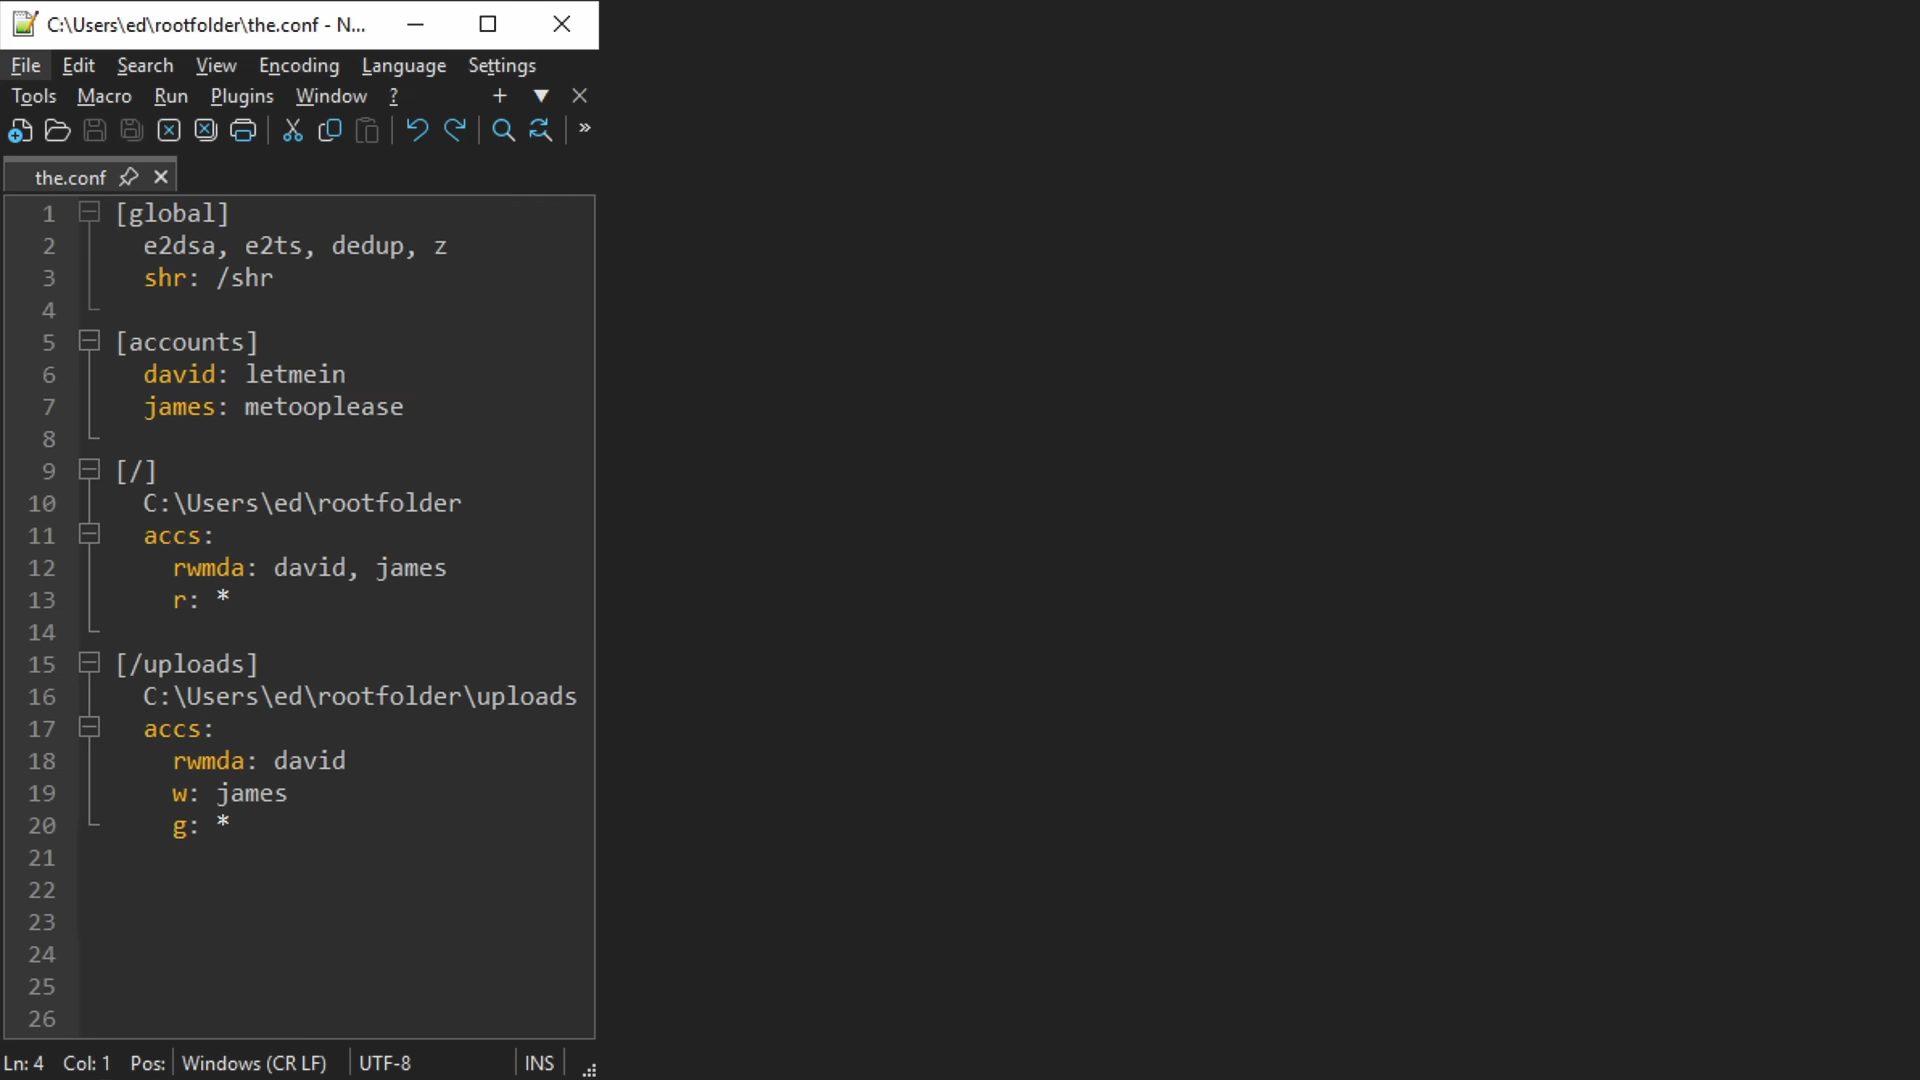 C:\Users\ed\rootfolder\the.conf - N...
File Edit Search View Encoding Language Settings
Tools Macro Run Plugins Window ?
the.conf
1 [global]
2 e2dsa, e2ts, dedup, z
3 shr: /shr
4
5 [accounts]
6 david: letmein
7 james: metooplease
8
9 [/]
10 C:\Users\ed\rootfolder
11 accs:
12 rwmda: david, james
13 r: *
14
15 [/uploads]
16 C:\Users\ed\rootfolder\uploads
17 accs:
18 rwmda: david
19 w: james
20 g: *
21
22
23
24
25
26
Ln: 4 Col: 1 Pos: Windows (CR LF) UTF-8 INS